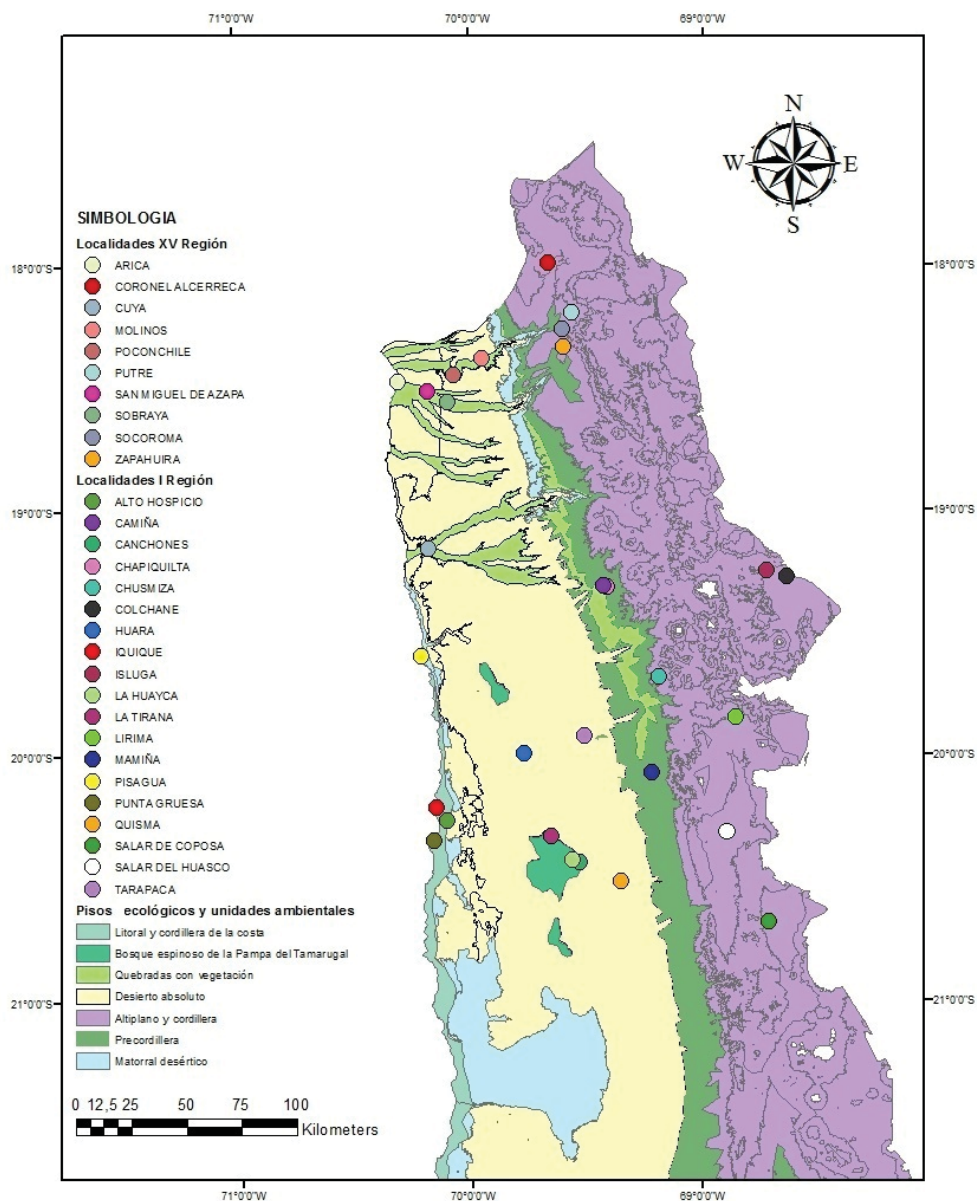 71°0'0"W
70°0'0"W
69°0'0"W
N
W
E
S
SIMBOLOGIA
Localidades XV Región
ARICA
CORONEL ALCERRECA
CUYA
MOLINOS
POCONCHILE
PUTRE
SAN MIGUEL DE AZAPA
SOBRAYA
SOCOROMA
ZAPAHUIRA
Localidades I Región
ALTO HOSPICIO
CAMIÑA
CANCHONES
CHAPIQUILTA
CHUSMIZA
COLCHANE
HUARA
IQUIQUE
ISLUGA
LA HUAYCA
LA TIRANA
LIRIMA
MAMIÑA
PISAGUA
PUNTA GRUESA
QUISMA
SALAR DE COPOSA
SALAR DEL HUASCO
TARAPACA
Pisos ecológicos y unidades ambientales
Litoral y cordillera de la costa
Bosque espinoso de la Pampa del Tamarugal
Quebradas con vegetación
Desierto absoluto
Altiplano y cordillera
Precordillera
Matorral desértico
0 12,5 25 50 75 100
Kilometers
18°0'0"S
19°0'0"S
20°0'0"S
21°0'0"S
18°0'0"S
19°0'0"S
20°0'0"S
21°0'0"S
71°0'0"W
70°0'0"W
69°0'0"W